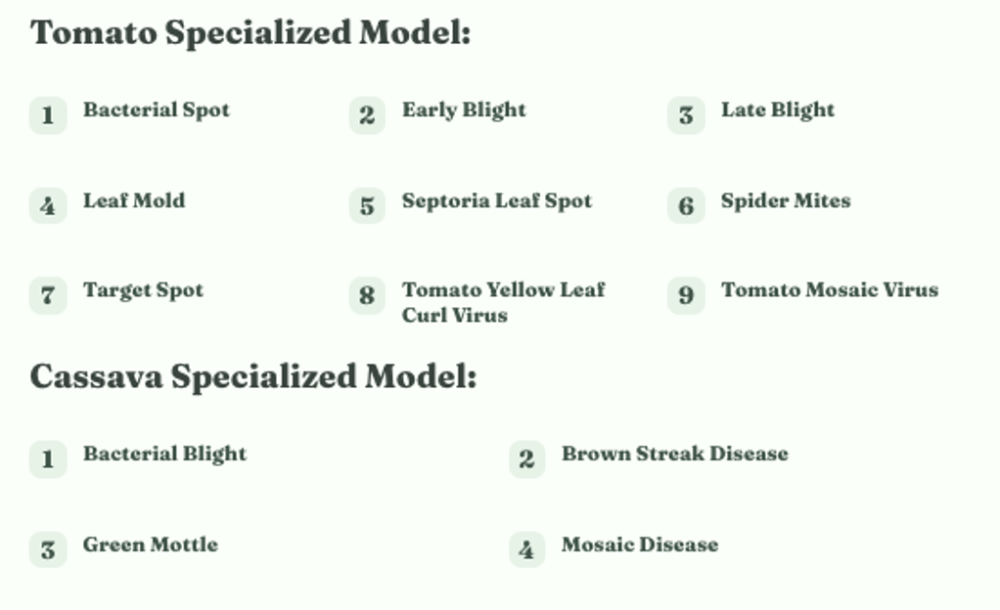 Tomato Specialized Model:
1 Bacterial Spot
2 Early Blight
3 Late Blight
4 Leaf Mold
5 Septoria Leaf Spot
6 Spider Mites
7 Target Spot
8 Tomato Yellow Leaf
Curl Virus
9 Tomato Mosaic Virus
Cassava Specialized Model:
1 Bacterial Blight
2 Brown Streak Disease
3 Green Mottle
4 Mosaic Disease